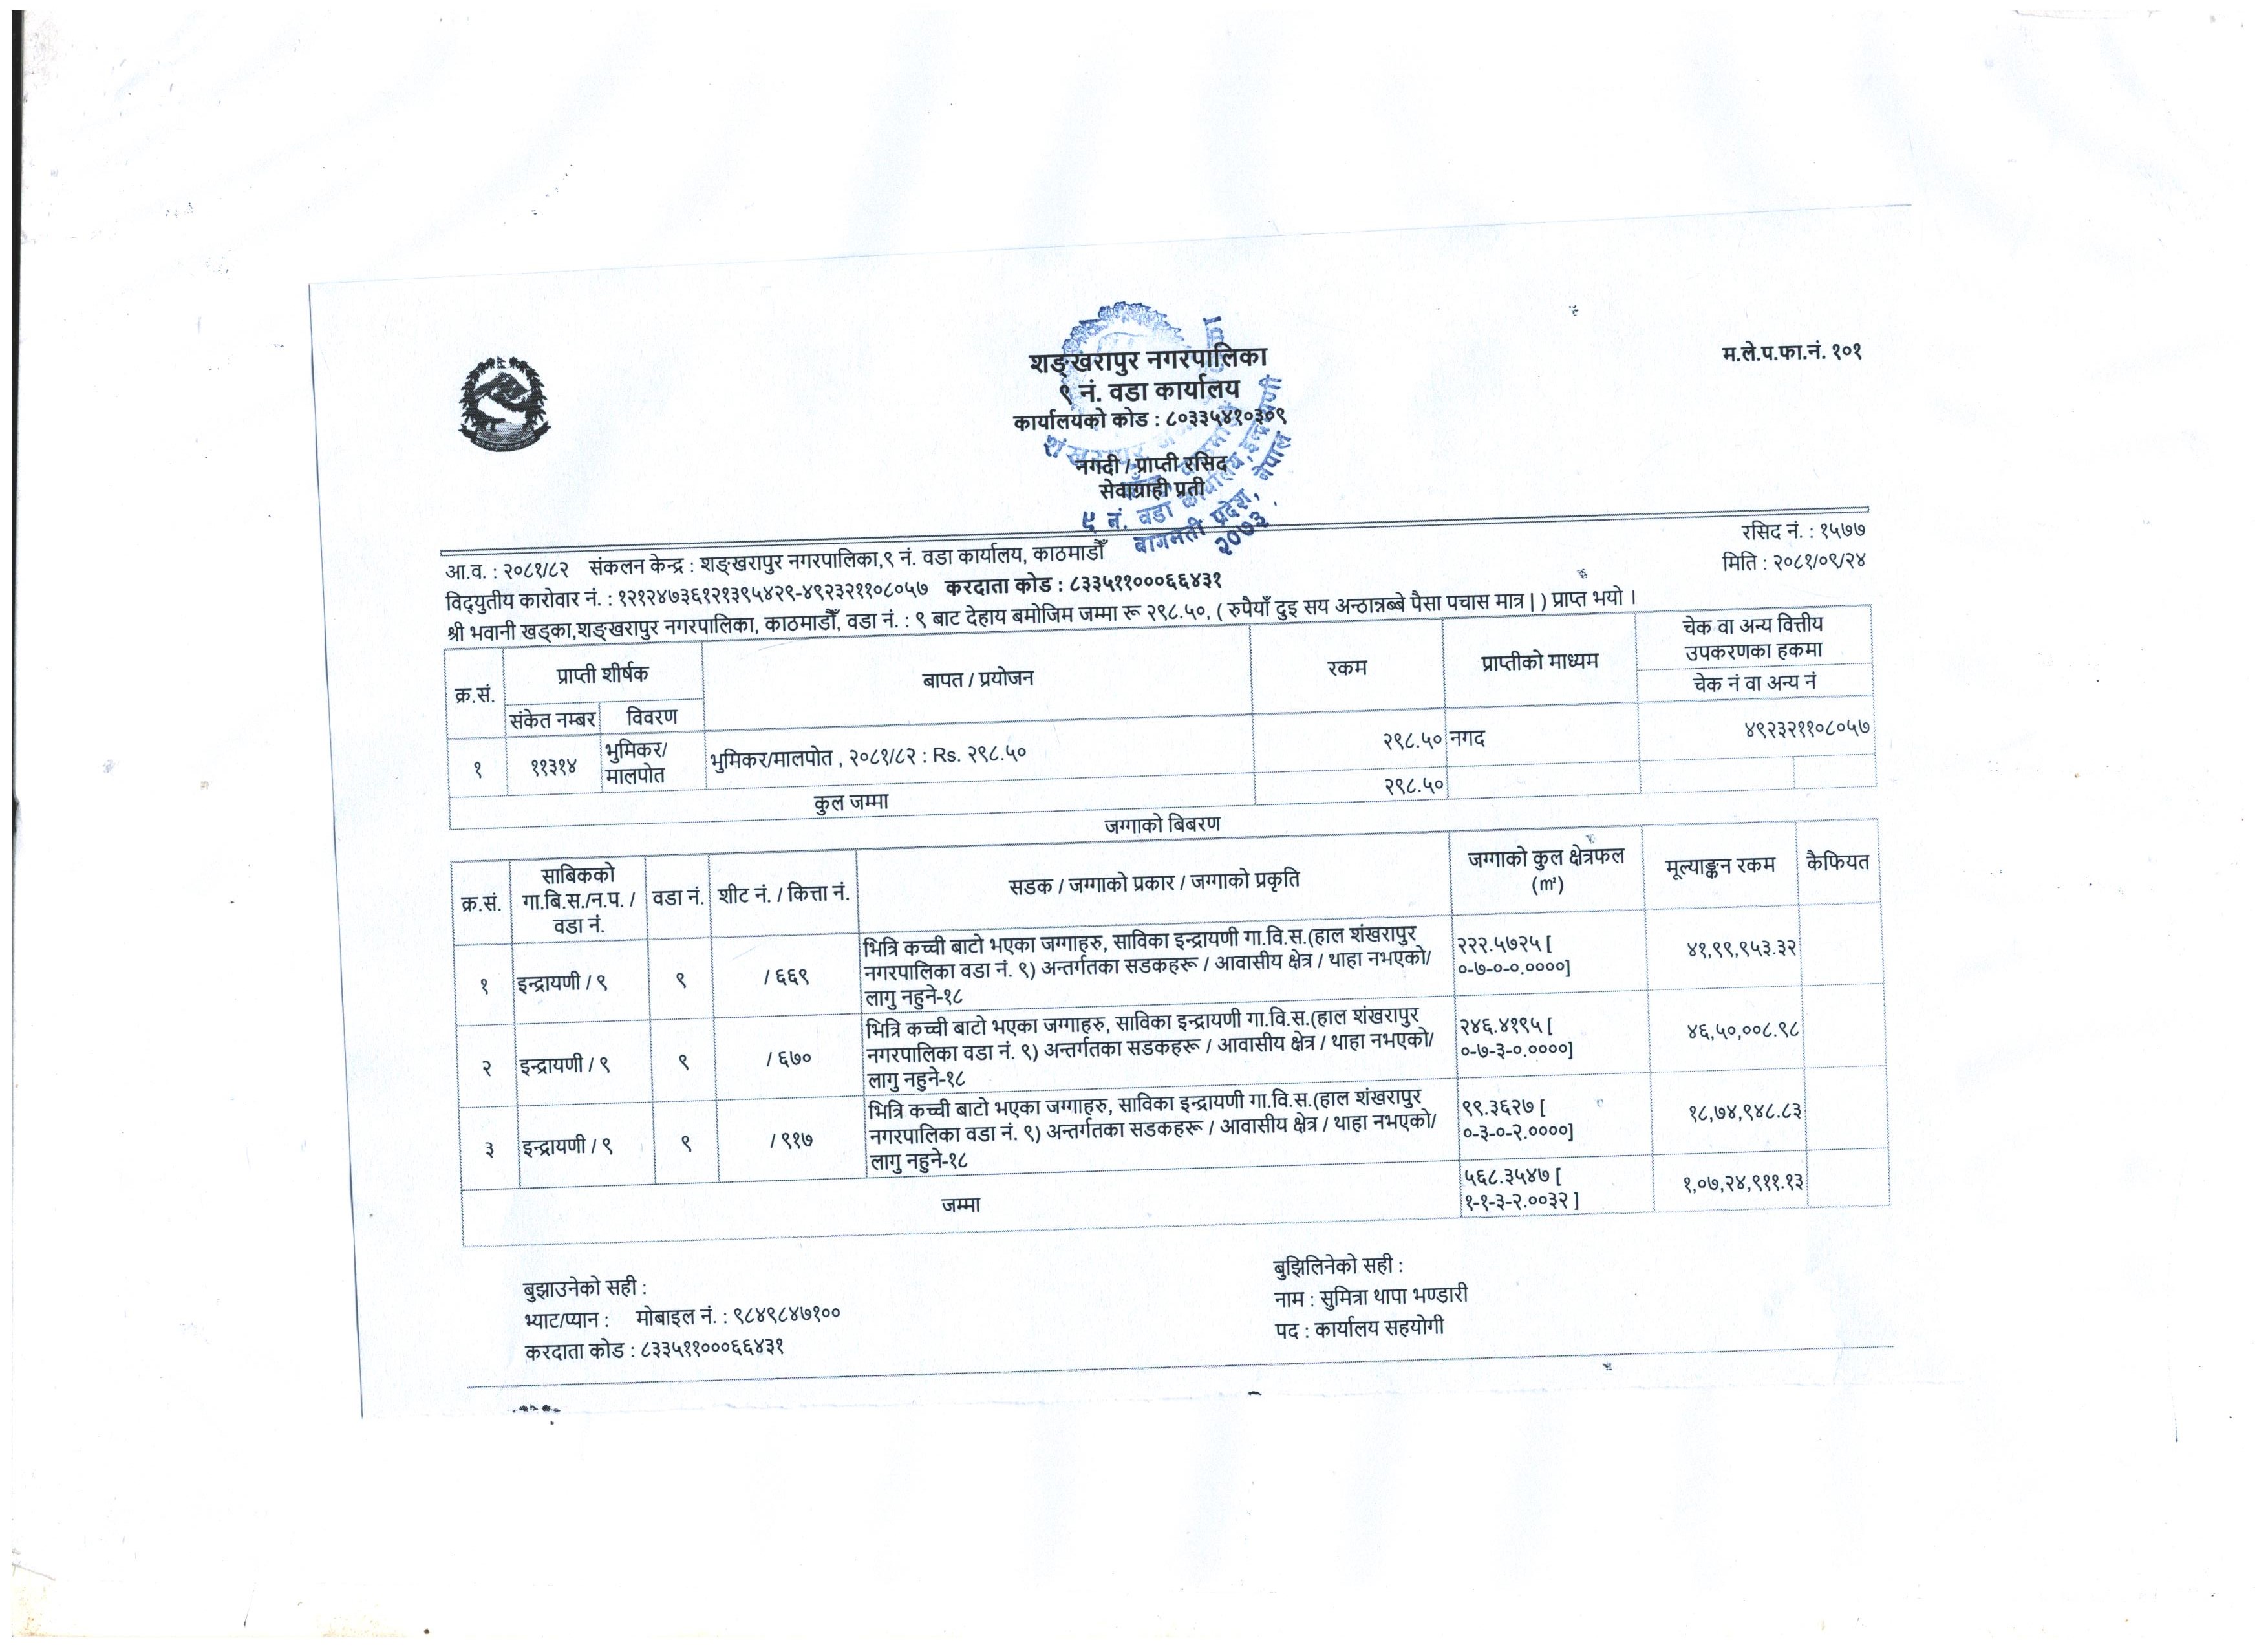 शङ्खरापुर नगरपालिका
९ नं. वडा कार्यालय
कार्यालयको कोड : ८०३३५४१०३०९
म.ले.प.फा.नं. १०१
नगदी / प्राप्ती रसिद
सेवाग्राही प्रती
९ नं. वडा कार्यालय, इन्द्रायणी
बागमती प्रदेश, नेपाल
२०७३
रसिद नं. : १५७७
आ.व. : २०८१/८२ संकलन केन्द्र : शङ्खरापुर नगरपालिका,९ नं. वडा कार्यालय, काठमाडौँ
मिति : २०८१/०९/२४
विद्युतीय कारोवार नं. : १२१२४७३६१२१३९५४२९-४९२३२११०८०५७ करदाता कोड : ८३३५११०००६६४३१
श्री भवानी खड्का,शङ्खरापुर नगरपालिका, काठमाडौँ, वडा नं. : ९ बाट देहाय बमोजिम जम्मा रू २९८.५०, ( रुपैयाँ दुइ सय अन्ठान्नब्बे पैसा पचास मात्र | ) प्राप्त भयो ।
क्र.सं. प्राप्ती शीर्षक बापत / प्रयोजन रकम प्राप्तीको माध्यम चेक वा अन्य वित्तीय
उपकरणका हकमा
संकेत नम्बर विवरण चेक नं वा अन्य नं
१ ११३१४ भुमिकर/ भुमिकर/मालपोत , २०८१/८२ : Rs. २९८.५० २९८.५० नगद ४९२३२११०८०५७
मालपोत
कुल जम्मा २९८.५०
जग्गाको बिबरण
क्र.सं. साबिकको वडा नं. शीट नं. / कित्ता नं. सडक / जग्गाको प्रकार / जग्गाको प्रकृति जग्गाको कुल क्षेत्रफल मूल्याङ्कन रकम कैफियत
गा.बि.स./न.प. / (m²)
वडा नं.
१ इन्द्रायणी / ९ ९ / ६६९ भित्रि कच्ची बाटो भएका जग्गाहरु, साविका इन्द्रायणी गा.वि.स.(हाल शंखरापुर २२२.५७२५ [ ४१,९९,९५३.३२
नगरपालिका वडा नं. ९) अन्तर्गतका सडकहरू / आवासीय क्षेत्र / थाहा नभएको/ ०-७-०-०.००००]
लागु नहुने-१८
२ इन्द्रायणी / ९ ९ / ६७० भित्रि कच्ची बाटो भएका जग्गाहरु, साविका इन्द्रायणी गा.वि.स.(हाल शंखरापुर २४६.४१९५ [ ४६,५०,००८.९८
नगरपालिका वडा नं. ९) अन्तर्गतका सडकहरू / आवासीय क्षेत्र / थाहा नभएको/ ०-७-३-०.००००]
लागु नहुने-१८
३ इन्द्रायणी / ९ ९ / ९१७ भित्रि कच्ची बाटो भएका जग्गाहरु, साविका इन्द्रायणी गा.वि.स.(हाल शंखरापुर ९९.३६२७ [ १८,७४,९४८.८३
नगरपालिका वडा नं. ९) अन्तर्गतका सडकहरू / आवासीय क्षेत्र / थाहा नभएको/ ०-३-०-२.००००]
लागु नहुने-१८
जम्मा ५६८.३५४७ [ १,०७,२४,९११.१३
१-१-३-२.००३२ ]
बुझाउनेको सही :
भ्याट/प्यान : मोबाइल नं. : ९८४९८४७१००
करदाता कोड : ८३३५११०००६६४३१
बुझिलिनेको सही :
नाम : सुमित्रा थापा भण्डारी
पद : कार्यालय सहयोगी